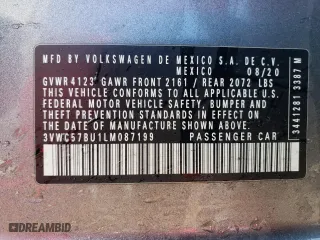 MFD. BY VOLKSWAGEN DE MEXICO S.A. DE C.V.
MEXICO 08/20
GVWR 4123 GAWR FRONT 2161 / REAR 2072 LBS
THIS VEHICLE CONFORMS TO ALL APPLICABLE U.S.
FEDERAL MOTOR VEHICLE SAFETY, BUMPER AND
THEFT PREVENTION STANDARDS IN EFFECT ON THE
DATE OF MANUFACTURE SHOWN ABOVE.
3VWC57BU1LM087199 PASSENGER CAR
3441281 3387 M
© DREAMBID
© DREAMBID